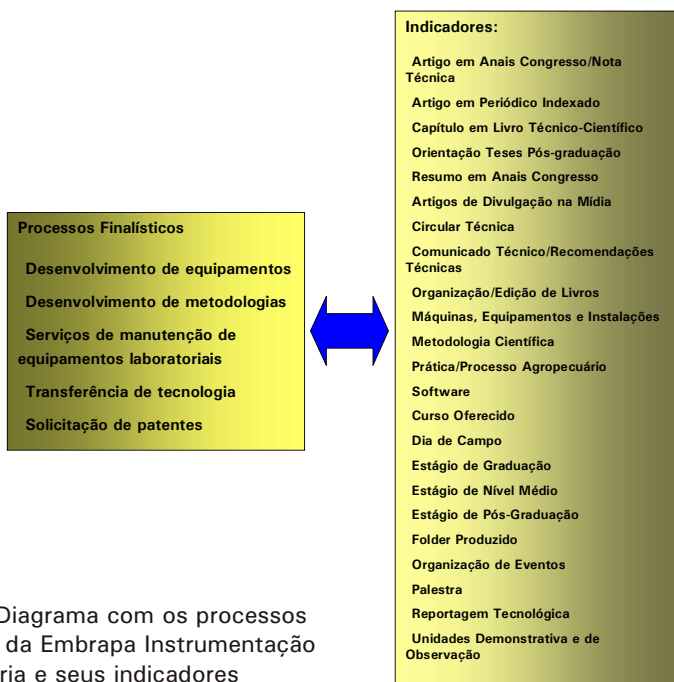 Processos Finalísticos
Desenvolvimento de equipamentos
Desenvolvimento de metodologias
Serviços de manutenção de
equipamentos laboratoriais
Transferência de tecnologia
Solicitação de patentes
Indicadores:
Artigo em Anais Congresso/Nota
Técnica
Artigo em Periódico Indexado
Capítulo em Livro Técnico-Científico
Orientação Teses Pós-graduação
Resumo em Anais Congresso
Artigos de Divulgação na Mídia
Circular Técnica
Comunicado Técnico/Recomendações
Técnicas
Organização/Edição de Livros
Máquinas, Equipamentos e Instalações
Metodologia Científica
Prática/Processo Agropecuário
Software
Curso Oferecido
Dia de Campo
Estágio de Graduação
Estágio de Nível Médio
Estágio de Pós-Graduação
Folder Produzido
Organização de Eventos
Palestra
Reportagem Tecnológica
Unidades Demonstrativa e de
Observação
Diagrama com os processos
da Embrapa Instrumentação
ria e seus indicadores